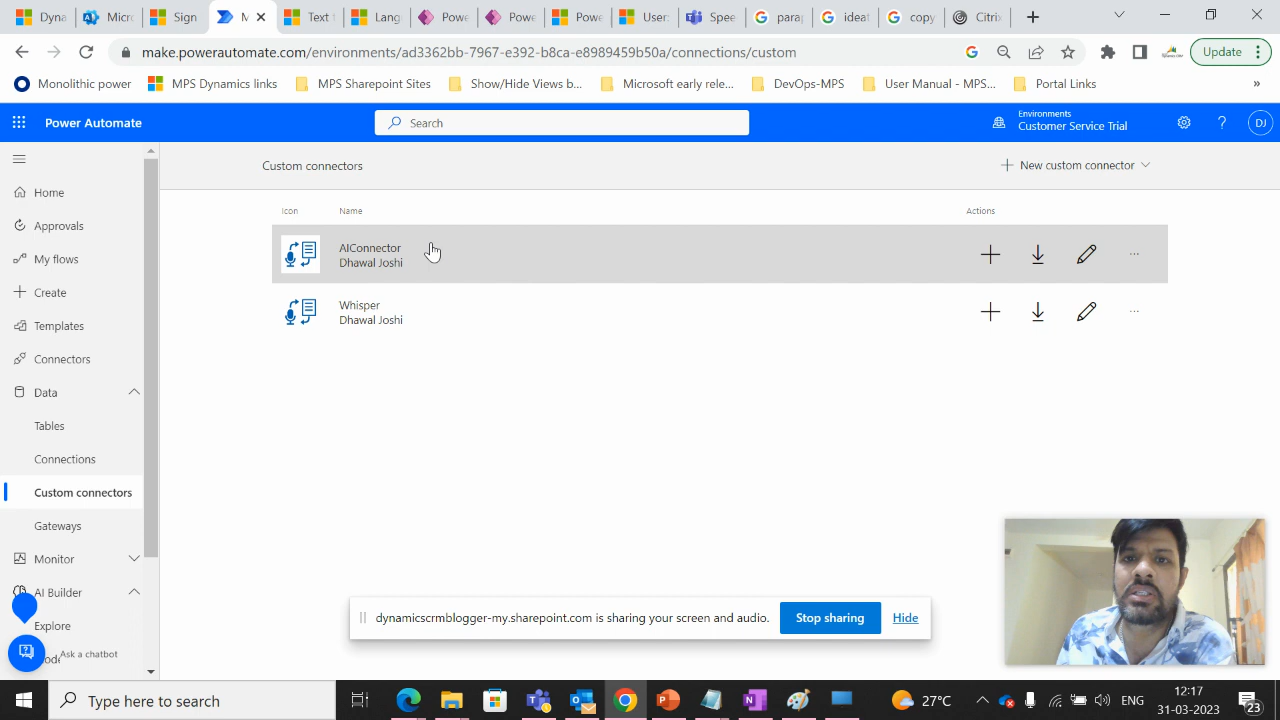 Dyna
Micro
Sign
M
Text t
Lang
Powe
Powe
Powe
User:
Spee
parap
ideat
copy
Citrix
make.powerautomate.com/environments/ad3362bb-7967-e392-b8ca-e8989459b50a/connections/custom
Update
Monolithic power
MPS Dynamics links
MPS Sharepoint Sites
Show/Hide Views b...
Microsoft early rele...
DevOps-MPS
User Manual - MPS...
Portal Links
»
Power Automate
Search
Environments
Customer Service Trial
?
DJ
Home
Approvals
My flows
Create
Templates
Connectors
Data
Tables
Connections
Custom connectors
Gateways
Monitor
AI Builder
Explore
Ask a chatbot
Custom connectors
New custom connector
Icon
Name
Actions
AIConnector
Dhawal Joshi
...
Whisper
Dhawal Joshi
...
dynamicscrmblogger-my.sharepoint.com is sharing your screen and audio.
Stop sharing
Hide
Type here to search
27°C
ENG
12:17
31-03-2023
23